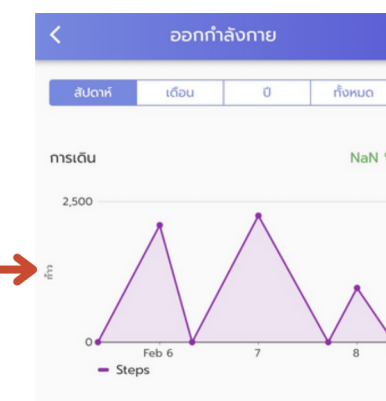 ออกกำลังกาย
สัปดาห์ เดือน ปี ทั้งหมด
การเดิน NaN
2,500
ก้าว
0
Feb 6 7 8
Steps